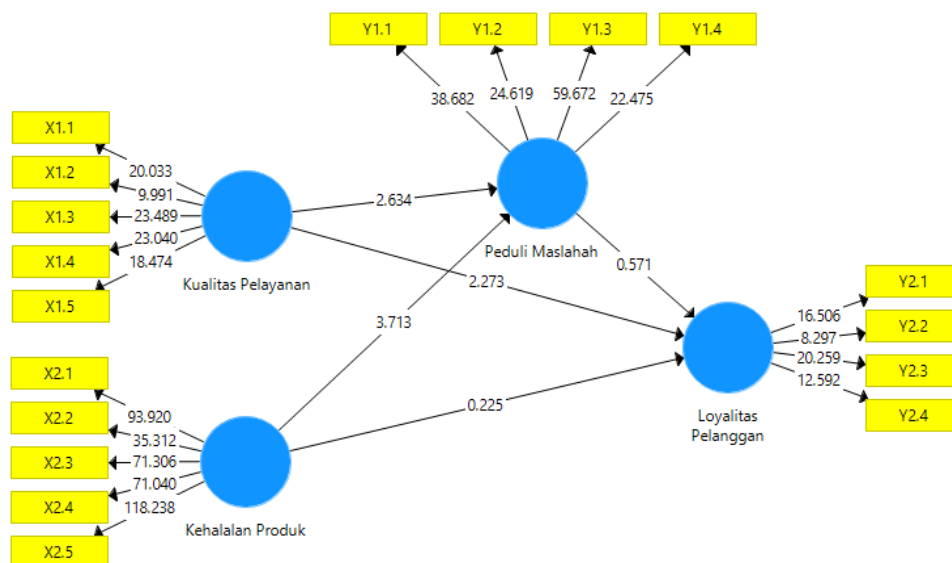 Y1.1
Y1.2
Y1.3
Y1.4
38.682
24.619
59.672
22.475
X1.1
X1.2
X1.3
X1.4
X1.5
20.033
9.991
23.489
23.040
18.474
Kualitas Pelayanan
2.634
Peduli Maslahah
2.273
0.571
3.713
0.225
X2.1
X2.2
X2.3
X2.4
X2.5
93.920
35.312
71.306
71.040
118.238
Kehalalan Produk
Loyalitas
Pelanggan
16.506
8.297
20.259
12.592
Y2.1
Y2.2
Y2.3
Y2.4